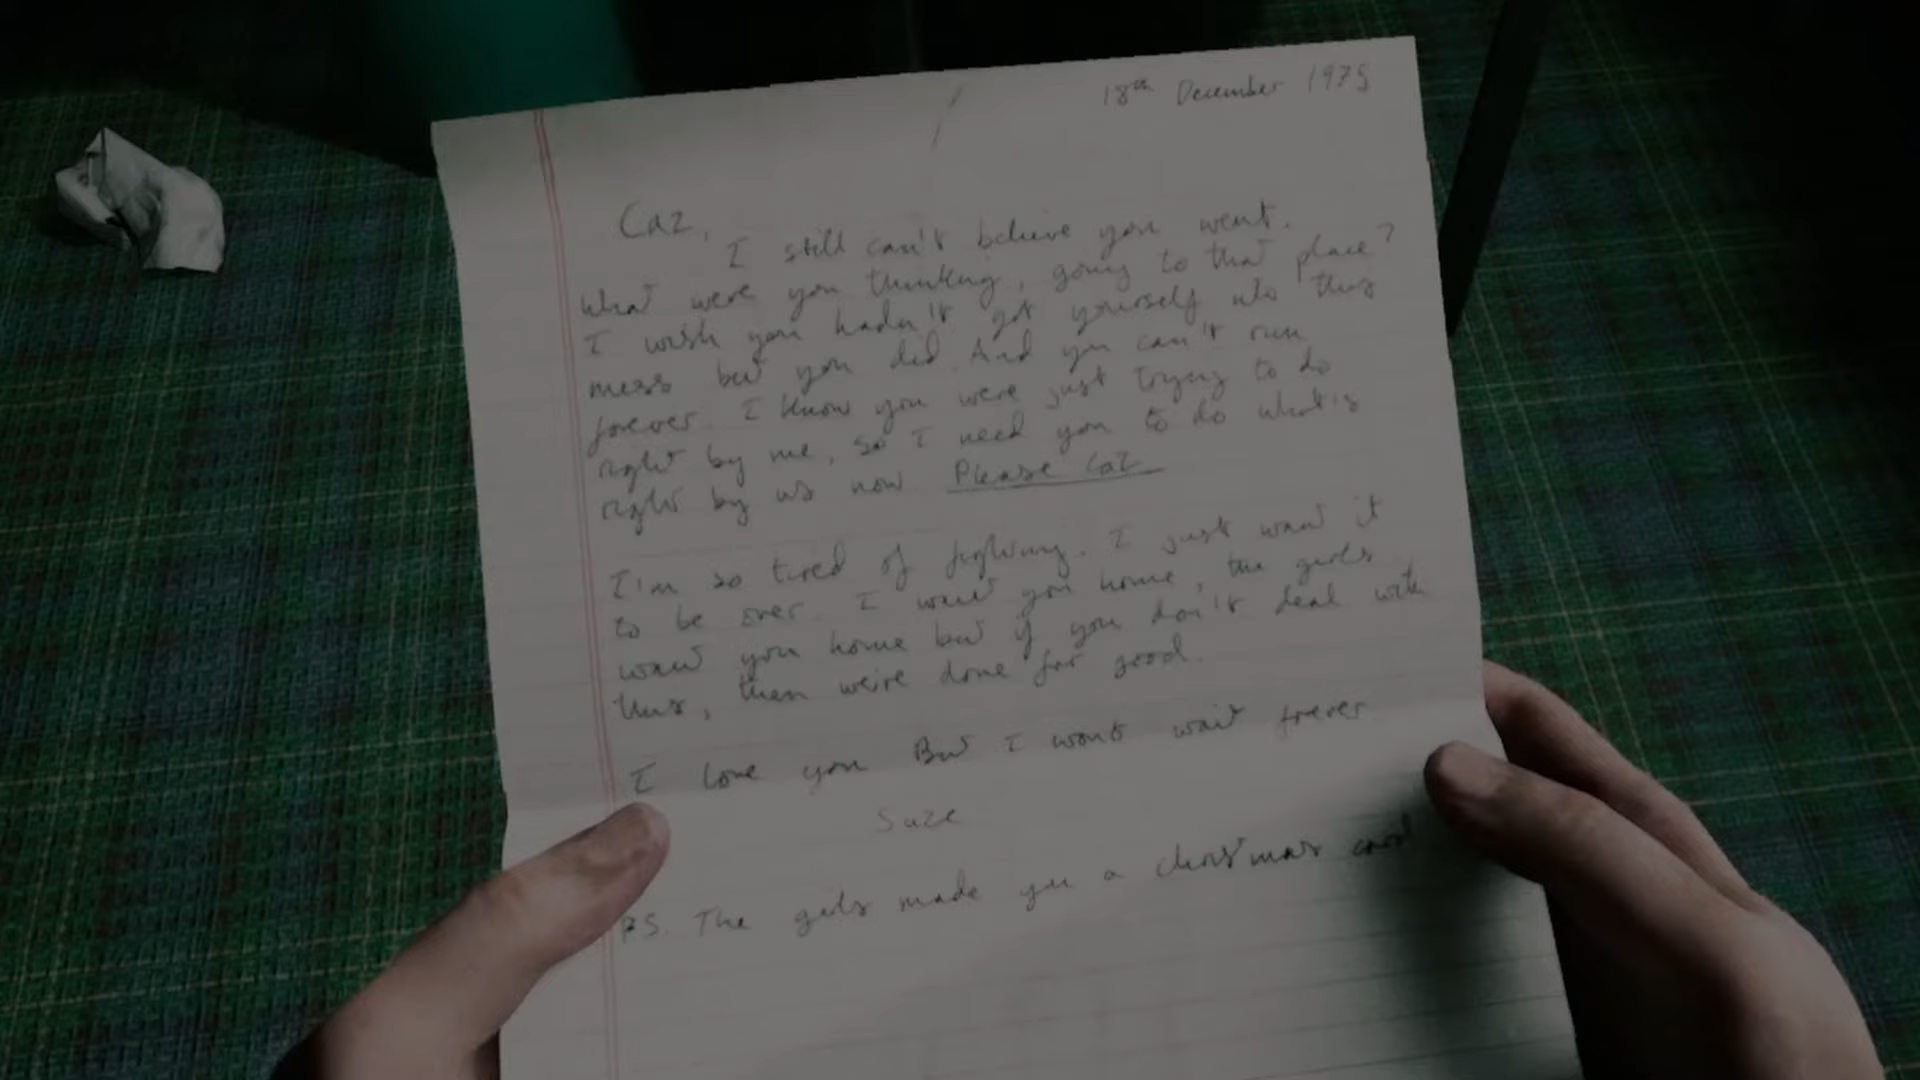 18th December 1975
Caz,
I still can't believe you went.
What were you thinking, going to that place?
I wish you hadn't got yourself into this
mess but you did. And you can't run
forever. I know you were just trying to do
right by me, so I need you to do what's
right by us now Please Caz
I'm so tired of fighting. I just want it
to be over. I want you home, the girls
want you home but if you don't deal with
this, then we're done for good.
I love you But I wont wait forever
Suze
PS. The girls made you a christmas card